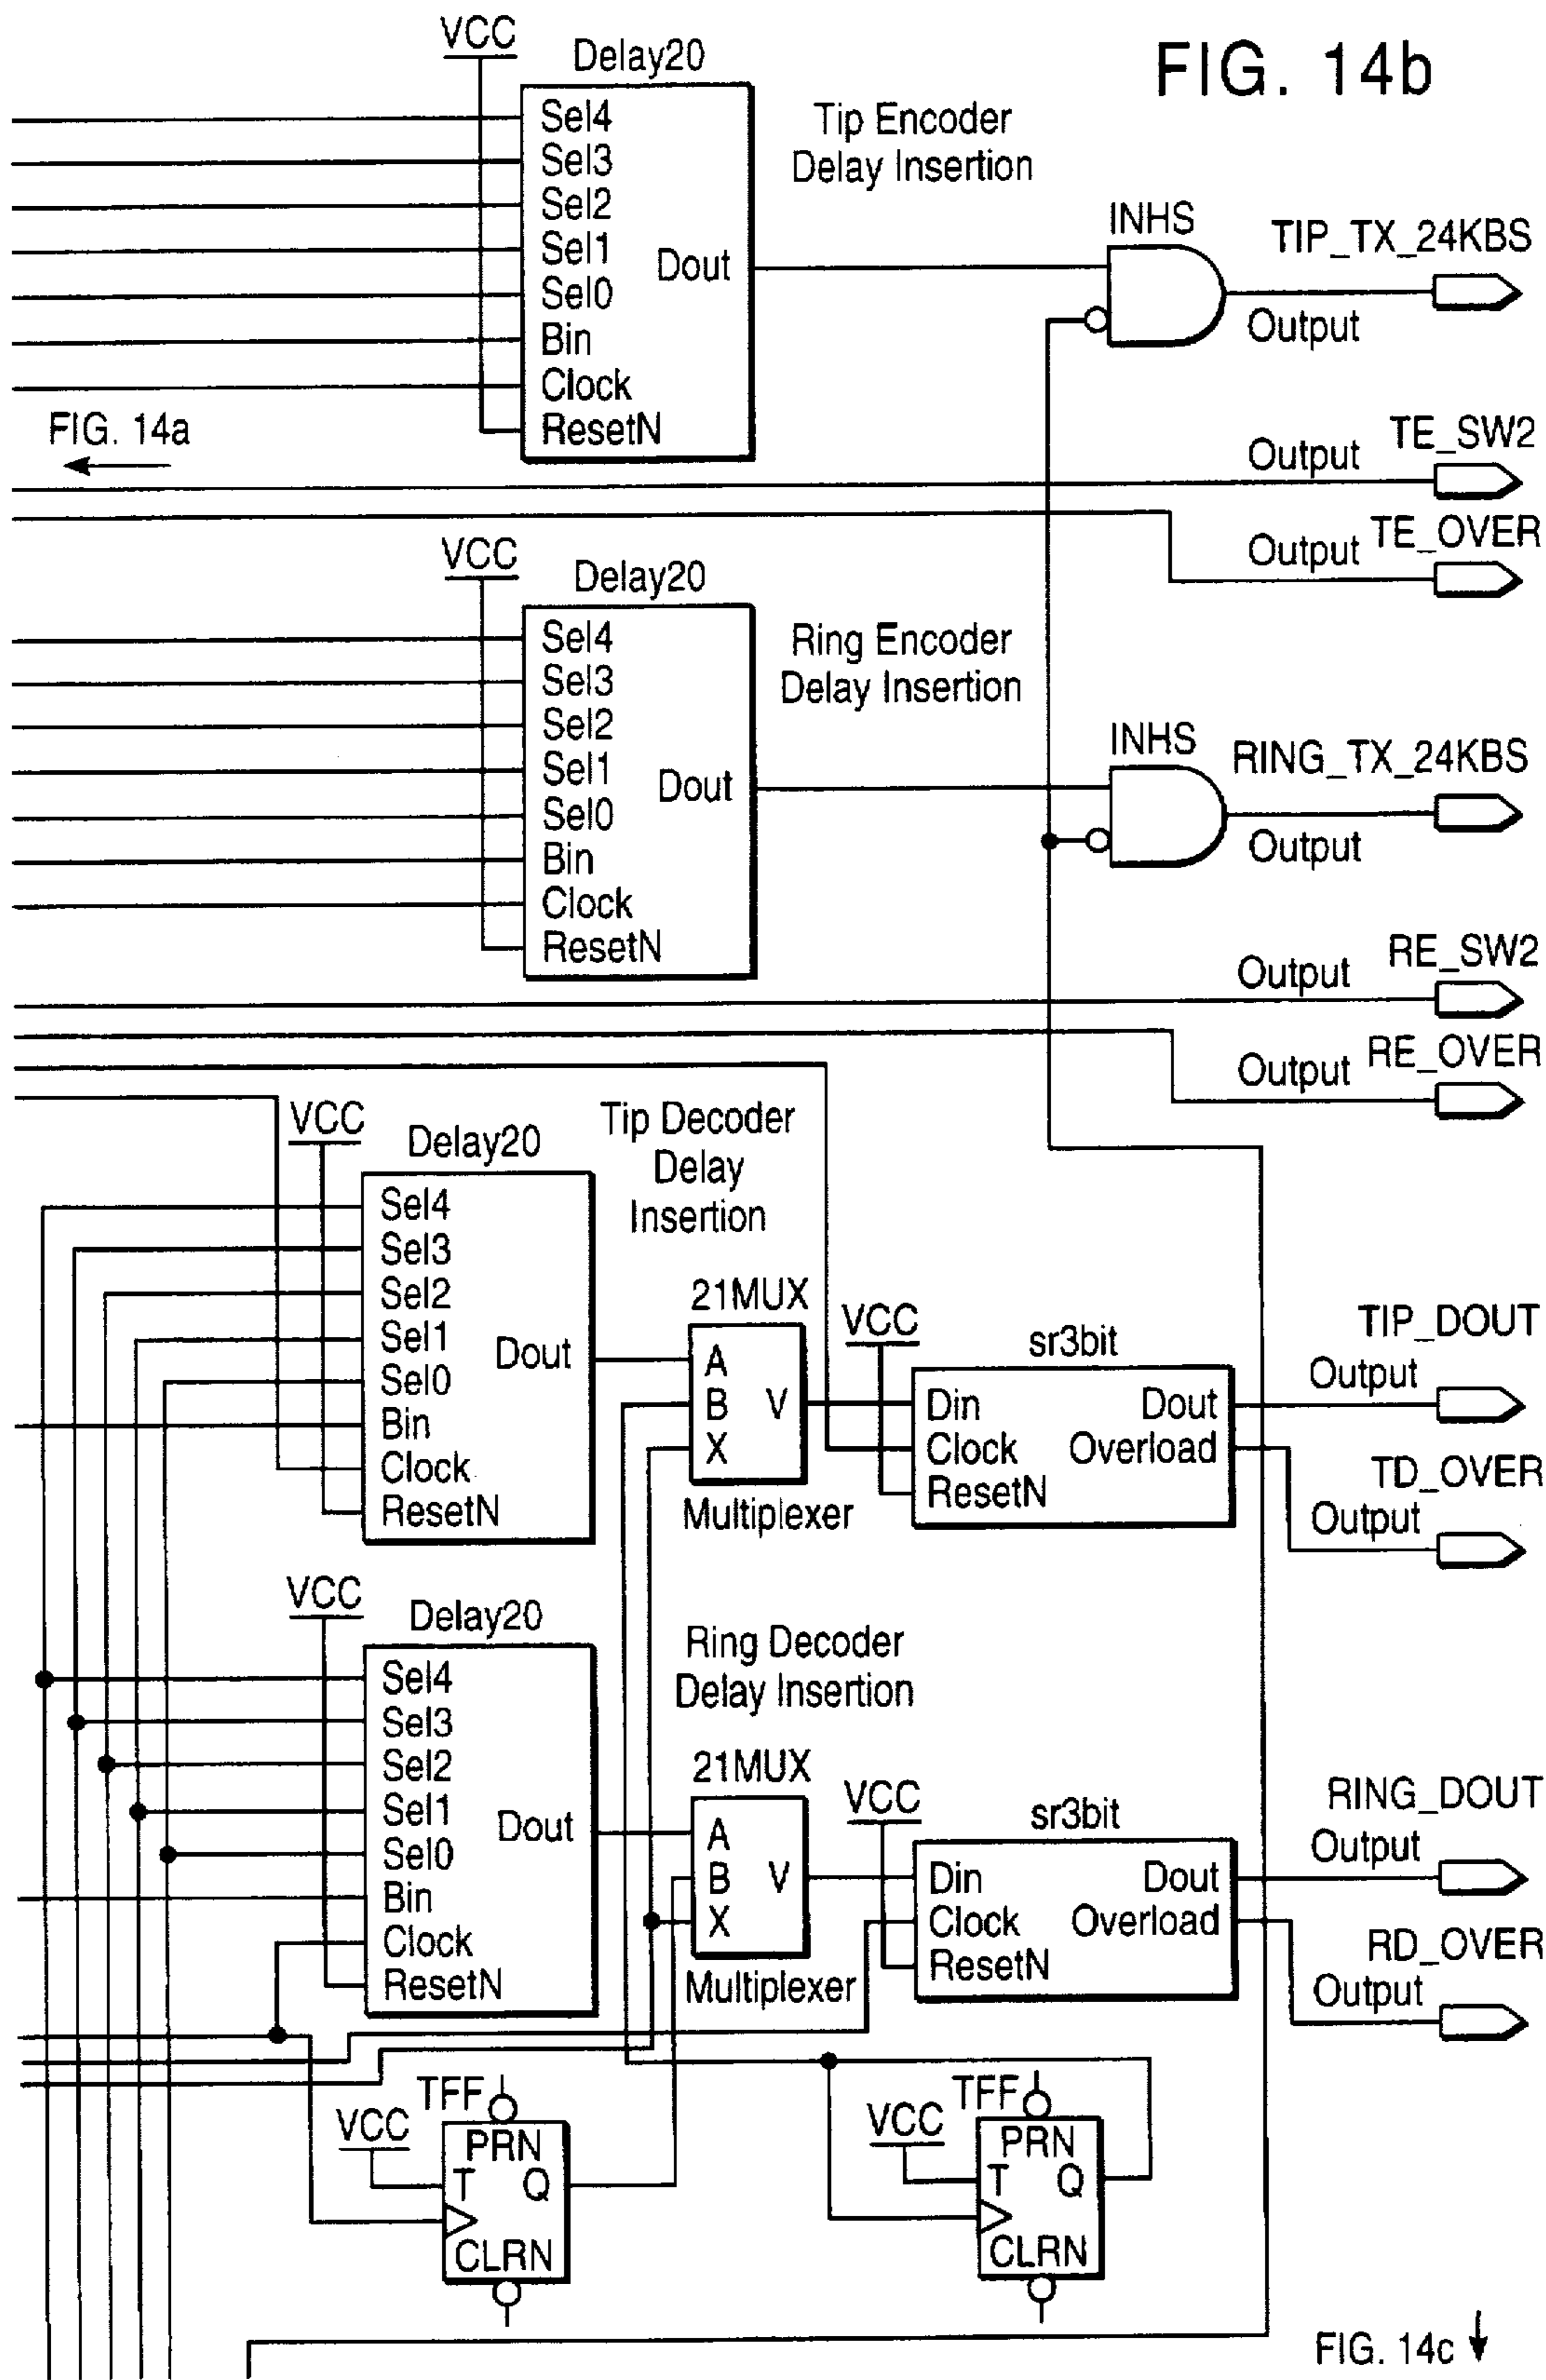 FIG. 14b
VCC
Delay20
Sel4
Sel3
Sel2
Sel1
Sel0
Bin
Clock
ResetN
Dout
Tip Encoder
Delay Insertion
INHS
TIP_TX_24KBS
Output
FIG. 14a
TE_SW2
Output
TE_OVER
Output
VCC
Delay20
Sel4
Sel3
Sel2
Sel1
Sel0
Bin
Clock
ResetN
Dout
Ring Encoder
Delay Insertion
INHS
RING_TX_24KBS
Output
RE_SW2
Output
RE_OVER
Output
VCC
Delay20
Sel4
Sel3
Sel2
Sel1
Sel0
Bin
Clock
ResetN
Dout
Tip Decoder
Delay
Insertion
21MUX
A
B
X
V
Multiplexer
VCC
sr3bit
Din
Clock
ResetN
Dout
Overload
TIP_DOUT
Output
TD_OVER
Output
VCC
Delay20
Sel4
Sel3
Sel2
Sel1
Sel0
Bin
Clock
ResetN
Dout
Ring Decoder
Delay Insertion
21MUX
A
B
X
V
Multiplexer
VCC
sr3bit
Din
Clock
ResetN
Dout
Overload
RING_DOUT
Output
RD_OVER
Output
TFF
VCC
PRN
T
Q
CLRN
TFF
VCC
PRN
T
Q
CLRN
FIG. 14c